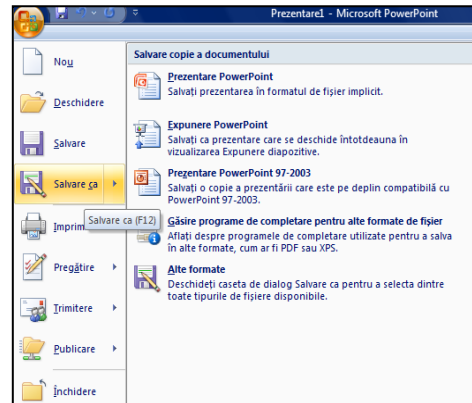 Prezentare1 - Microsoft PowerPoint
Nou
Deschidere
Salvare
Salvare ca
Salvare ca (F12)
Imprim
Pregătire
Trimitere
Publicare
Închidere
Salvare copie a documentului
Prezentare PowerPoint
Salvați prezentarea în formatul de fișier implicit.
Expunere PowerPoint
Salvați ca prezentare care se deschide întotdeauna în
vizualizarea Expunere diapozitive.
Prezentare PowerPoint 97-2003
Salvați o copie a prezentării care este pe deplin compatibilă cu
PowerPoint 97-2003.
Găsire programe de completare pentru alte formate de fișier
Aflați despre programele de completare utilizate pentru a salva
în alte formate, cum ar fi PDF sau XPS.
Alte formate
Deschideți caseta de dialog Salvare ca pentru a selecta dintre
toate tipurile de fișiere disponibile.